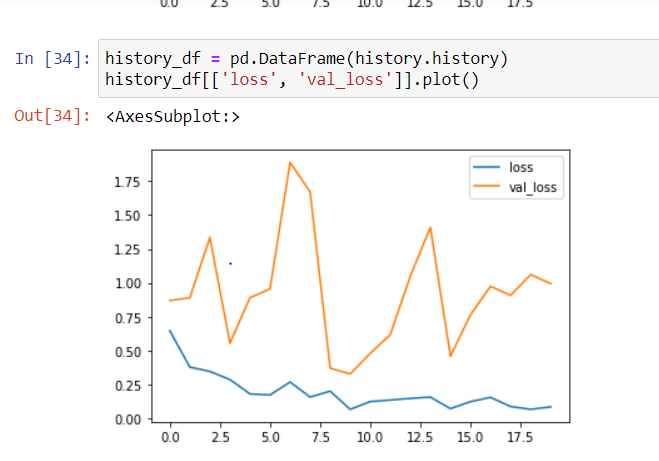 0.0 2.5 5.0 7.5 10.0 12.5 15.0 17.5
In [34]: history_df = pd.DataFrame(history.history)
history_df[['loss', 'val_loss']].plot()
Out[34]: <AxesSubplot:>
loss
val_loss
1.75
1.50
1.25
1.00
0.75
0.50
0.25
0.00
0.0 2.5 5.0 7.5 10.0 12.5 15.0 17.5